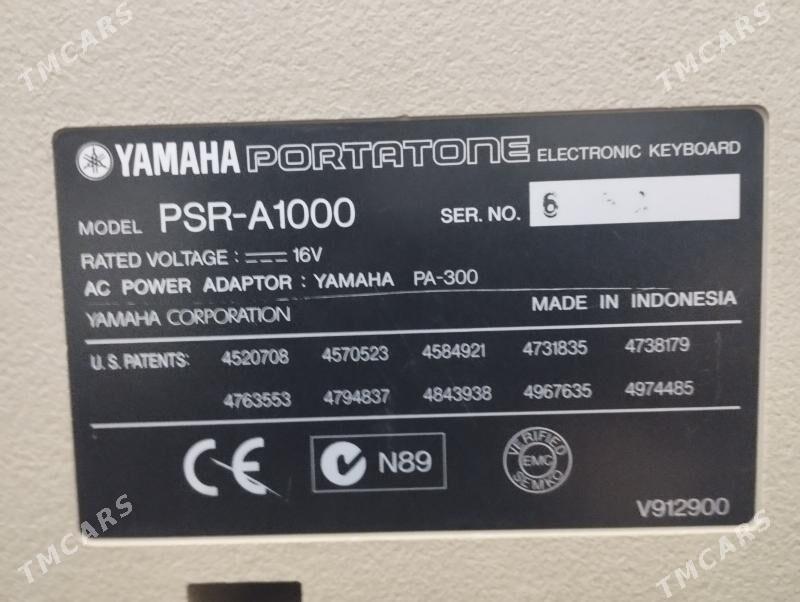 TMCARS
TMCARS
YAMAHA PORTATONE ELECTRONIC KEYBOARD
MODEL PSR-A1000 SER. NO. 6
RATED VOLTAGE : 16V
AC POWER ADAPTOR : YAMAHA PA-300
YAMAHA CORPORATION MADE IN INDONESIA
U.S. PATENTS: 4520708 4570523 4584921 4731835 4738179
4763553 4794837 4843938 4967635 4974485
CE N89 VERIFIED EMC SEMKO
V912900
TMCARS
TMCARS